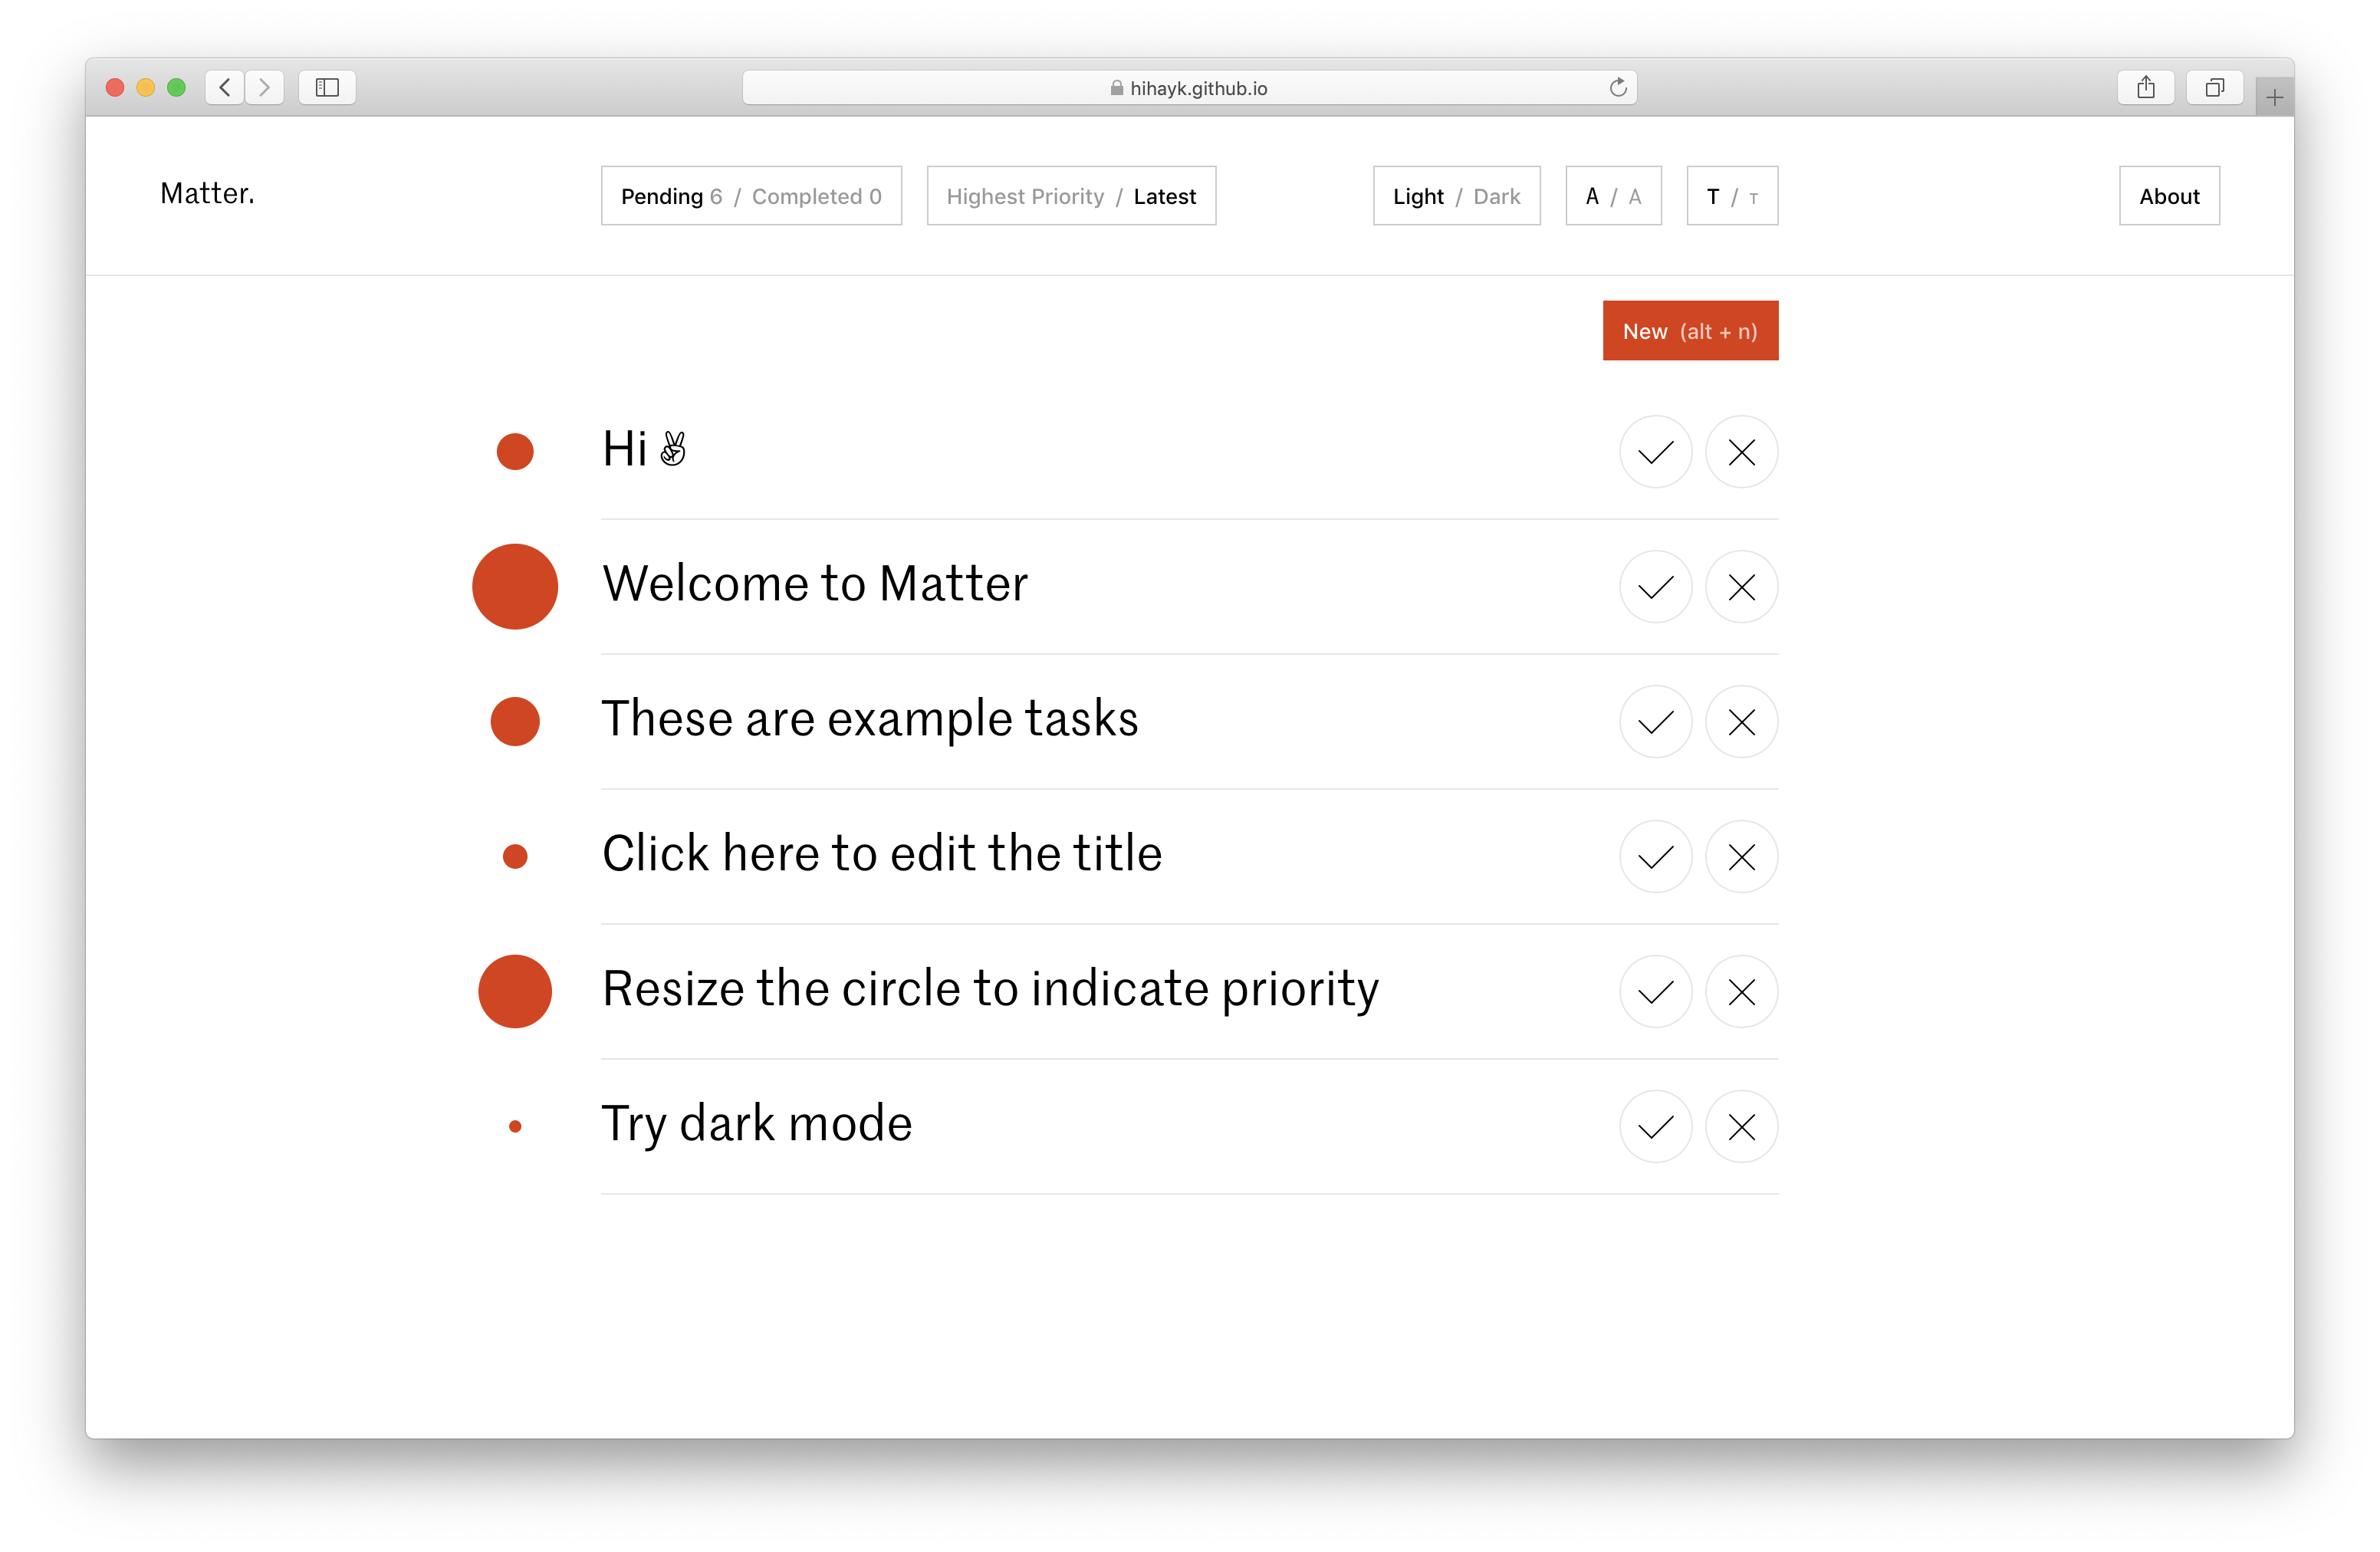 hihayk.github.io
Matter.
Pending 6 / Completed 0
Highest Priority / Latest
Light / Dark
A / A
T / T
About
New (alt + n)
Hi ✌
Welcome to Matter
These are example tasks
Click here to edit the title
Resize the circle to indicate priority
Try dark mode